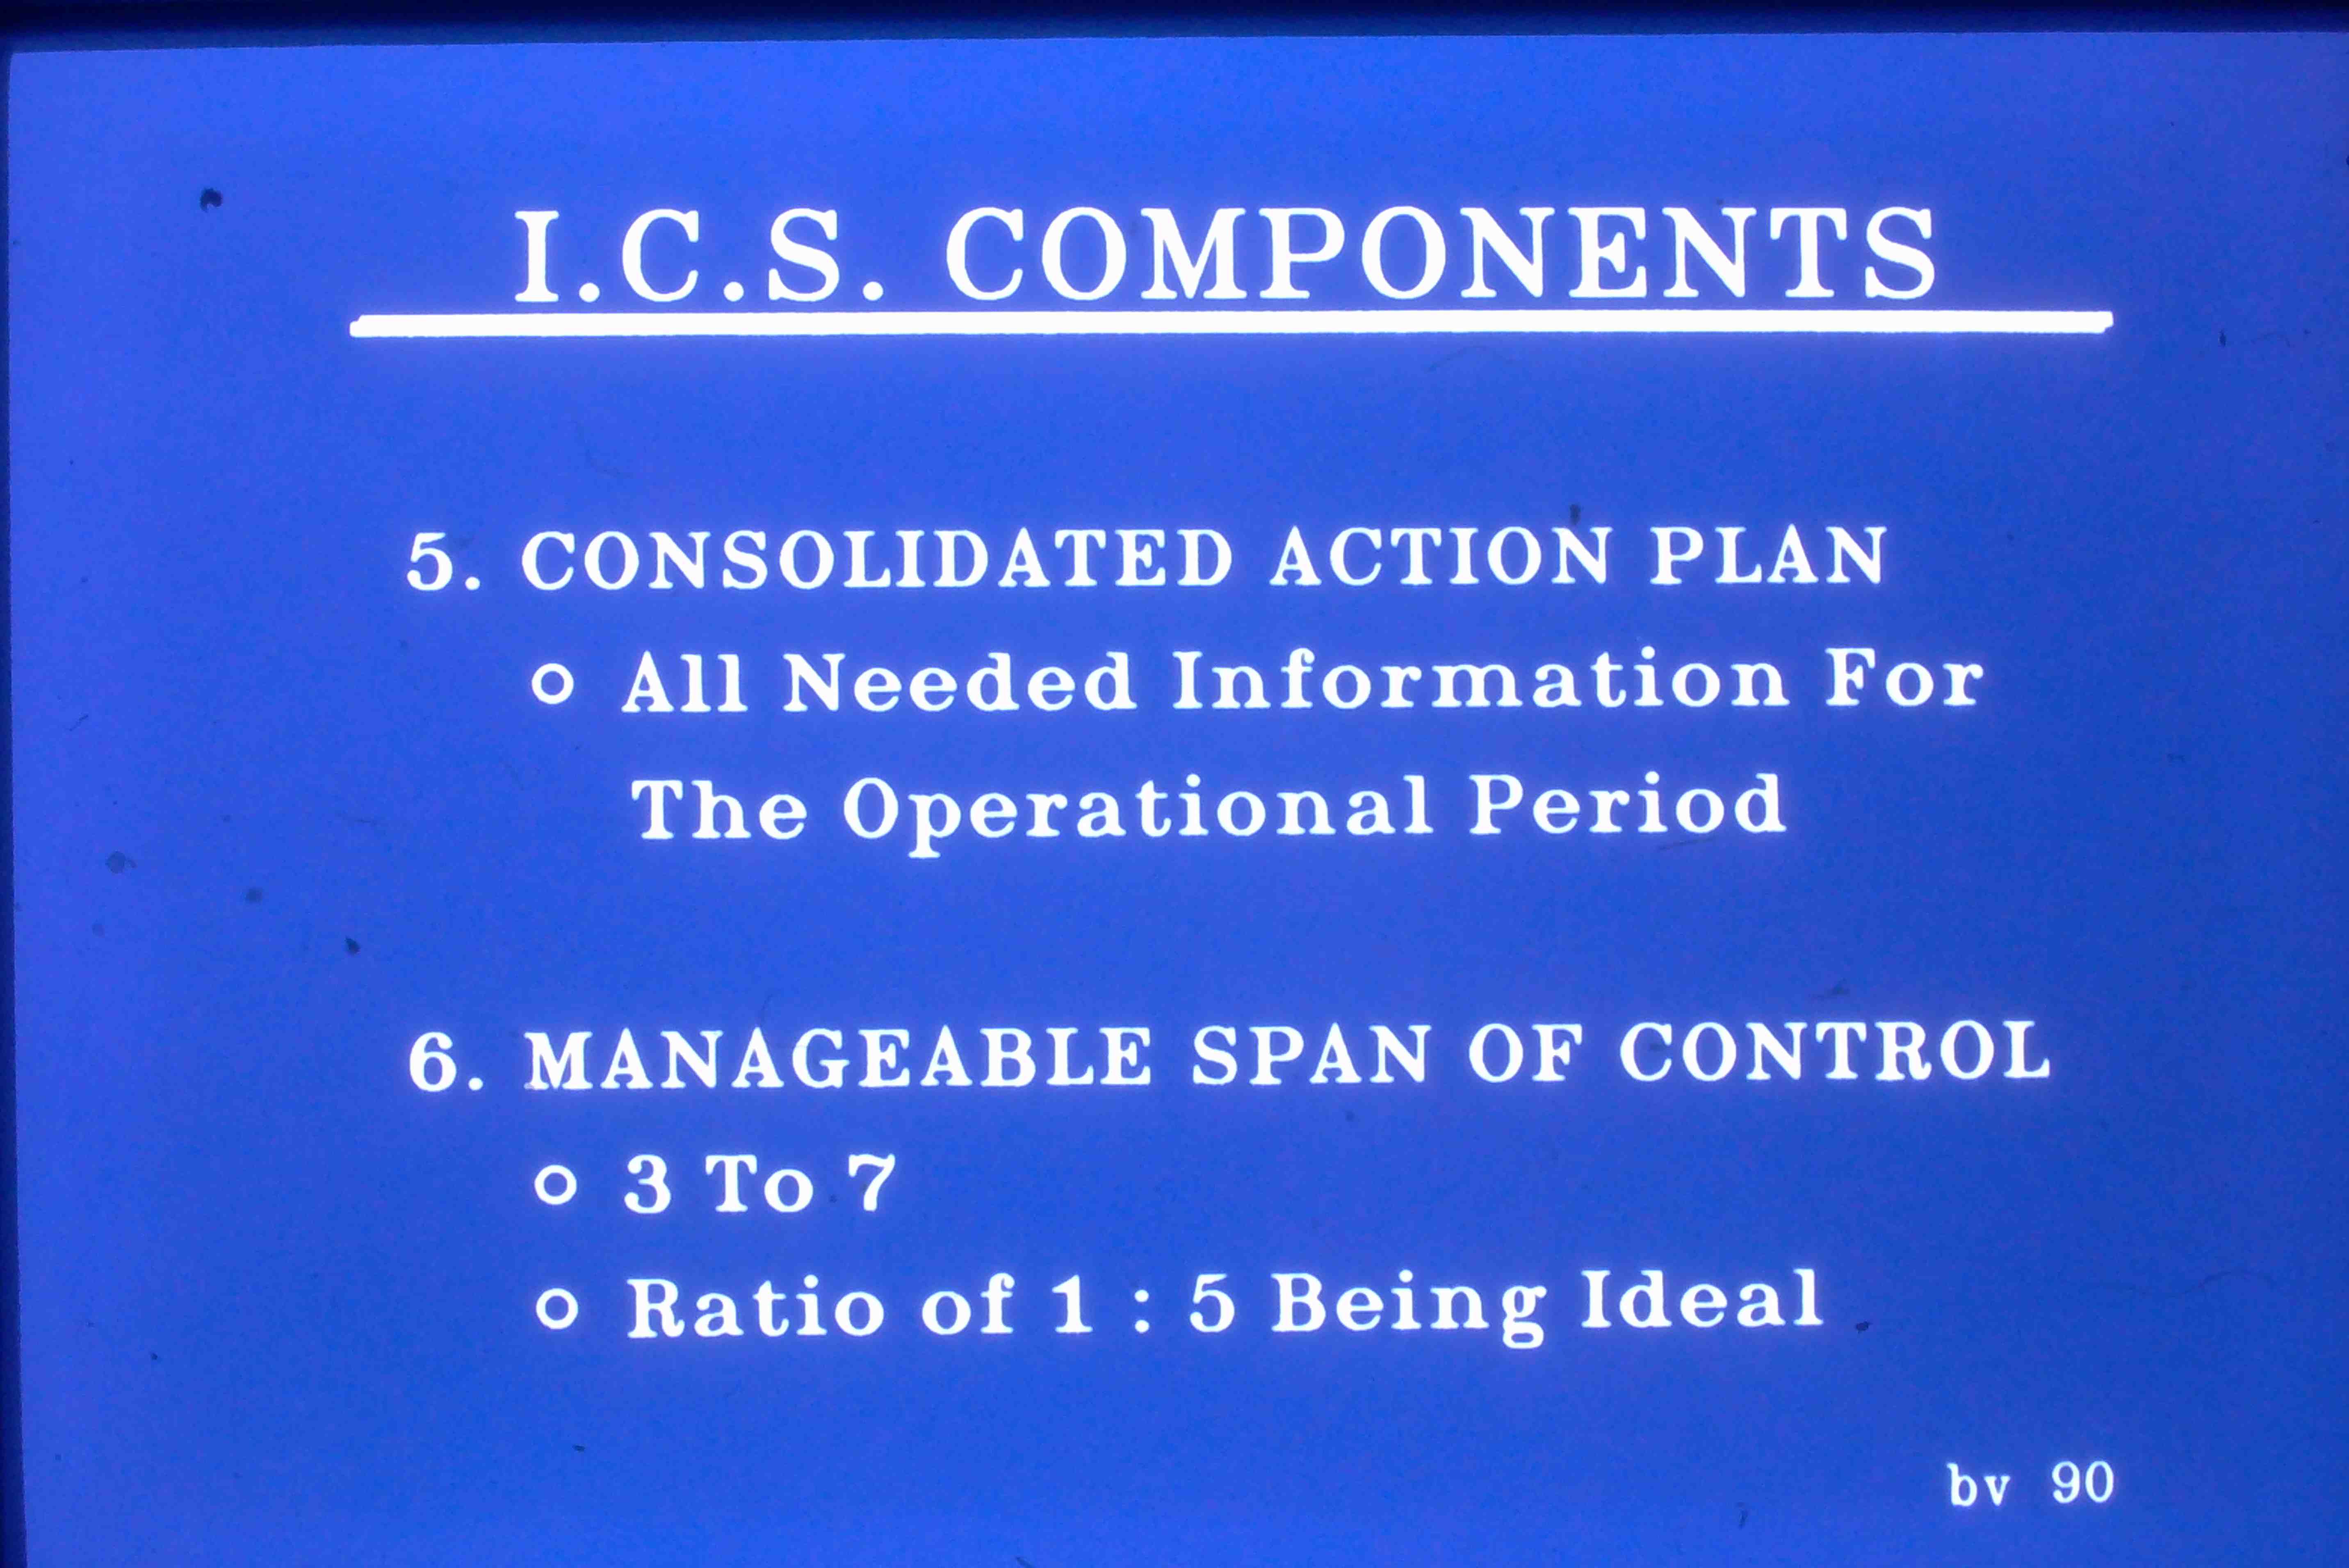 I.C.S. COMPONENTS
5. CONSOLIDATED ACTION PLAN
o All Needed Information For
The Operational Period
6. MANAGEABLE SPAN OF CONTROL
o 3 To 7
o Ratio of 1 : 5 Being Ideal
bv 90